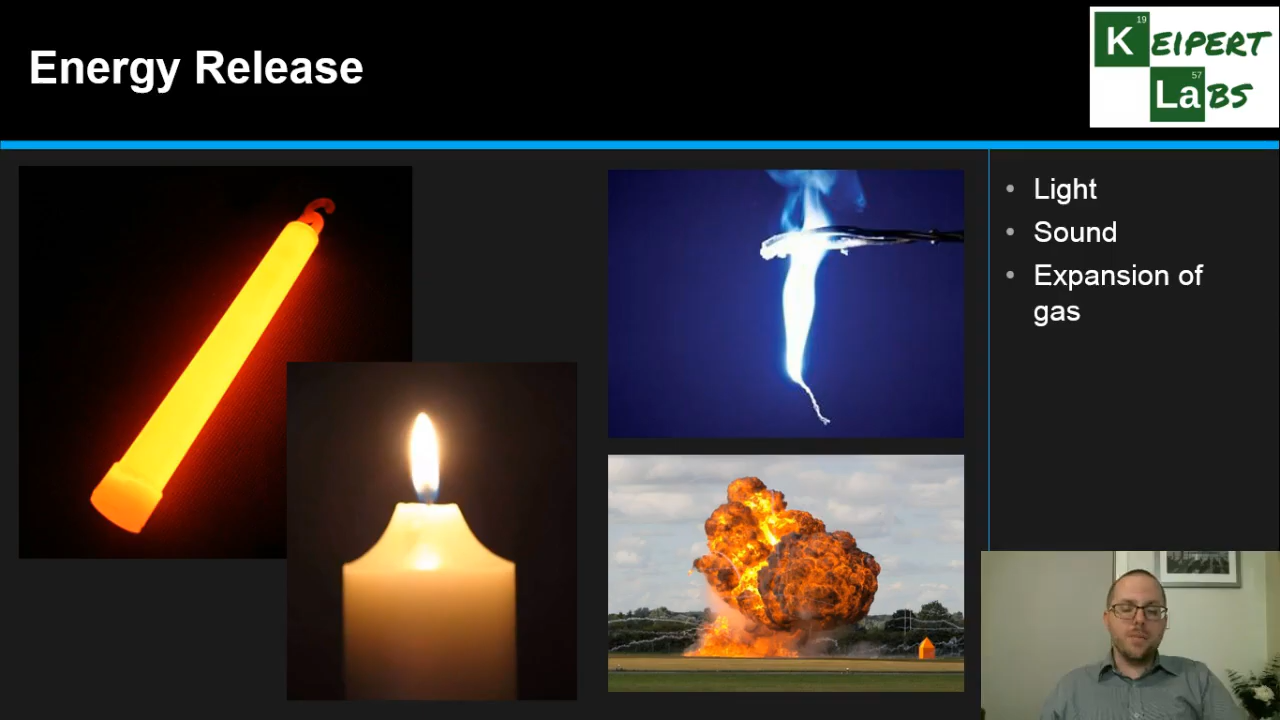 Energy Release
19
KEIPERT
57
LaBS
• Light
• Sound
• Expansion of
gas